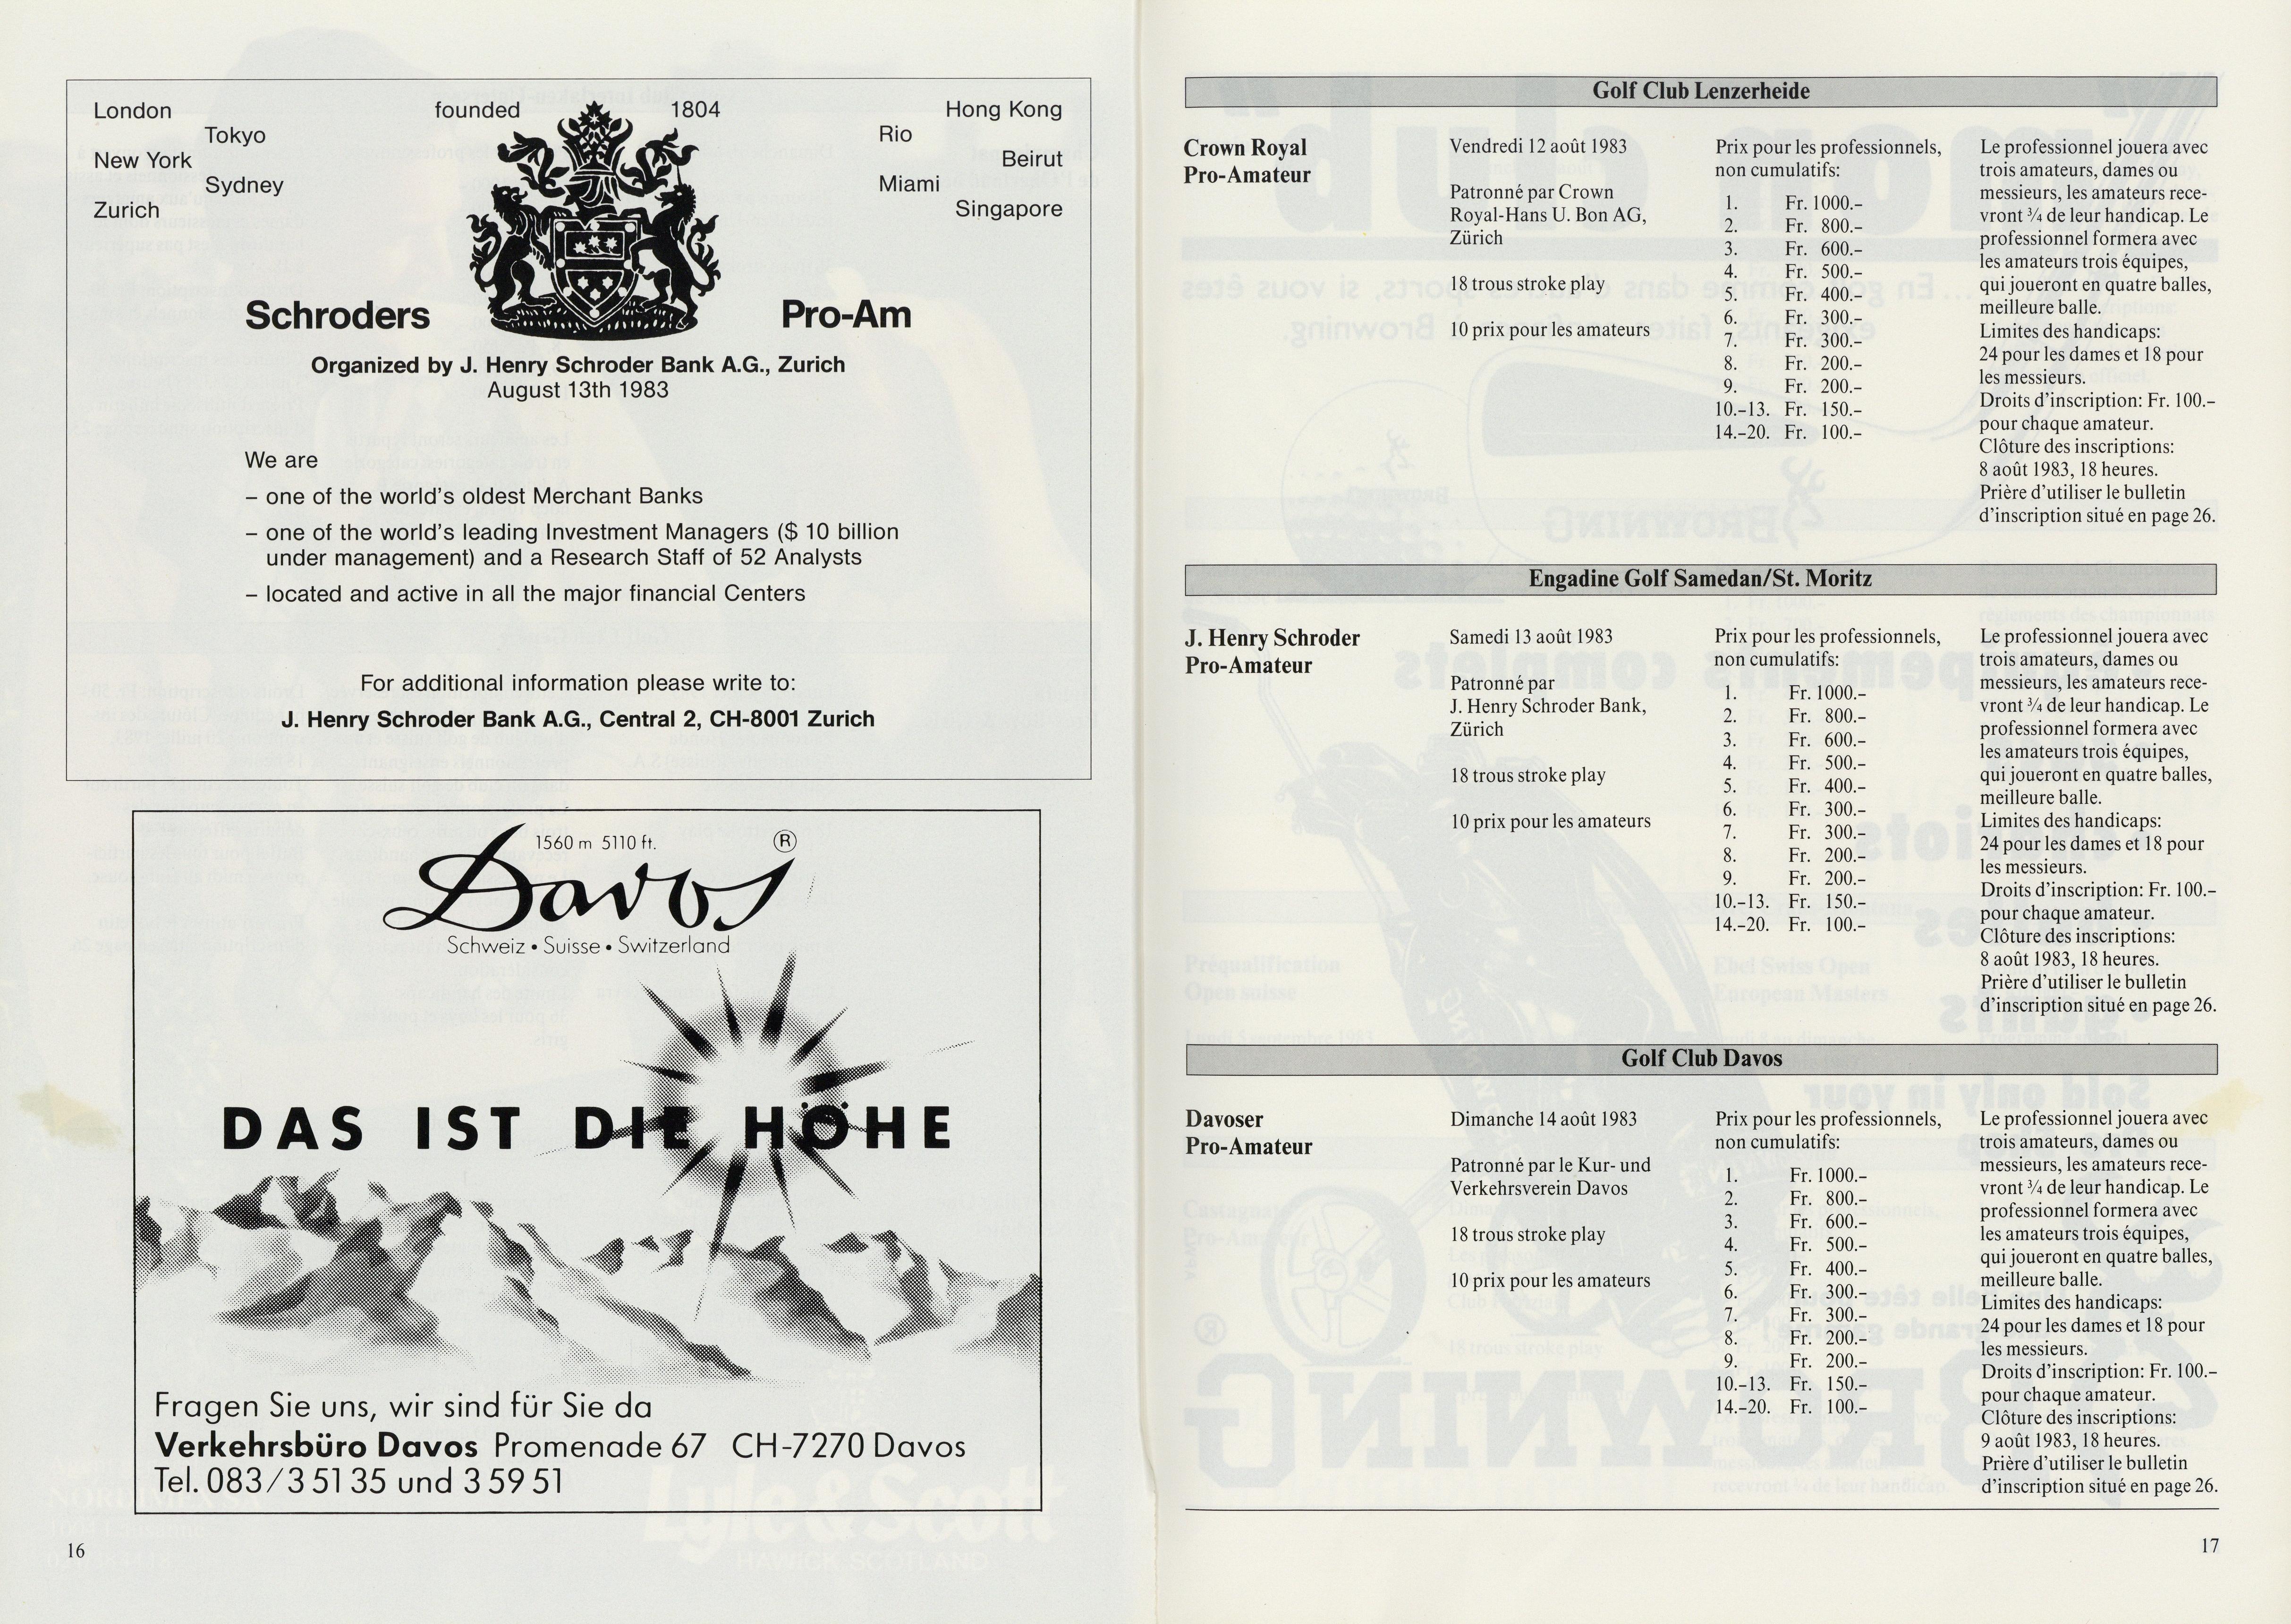 London
founded
1804
Hong Kong
Tokyo
Rio
New York
Beirut
Sydney
Miami
Zurich
Singapore
Schroders
Pro-Am
Organized by J. Henry Schroder Bank A.G., Zurich
August 13th 1983
We are
– one of the world's oldest Merchant Banks
– one of the world's leading Investment Managers ($ 10 billion
under management) and a Research Staff of 52 Analysts
– located and active in all the major financial Centers
For additional information please write to:
J. Henry Schroder Bank A.G., Central 2, CH-8001 Zurich
1560 m 5110 ft.
®
Davos
Schweiz • Suisse • Switzerland
DAS IST DIE HÖHE
Fragen Sie uns, wir sind für Sie da
Verkehrsbüro Davos Promenade 67 CH-7270 Davos
Tel. 083/3 51 35 und 3 59 51
16
Golf Club Lenzerheide
Crown Royal
Pro-Amateur
Vendredi 12 août 1983
Patronné par Crown
Royal-Hans U. Bon AG,
Zürich
18 trous stroke play
10 prix pour les amateurs
Prix pour les professionnels,
non cumulatifs:
1. Fr. 1000.–
2. Fr. 800.–
3. Fr. 600.–
4. Fr. 500.–
5. Fr. 400.–
6. Fr. 300.–
7. Fr. 300.–
8. Fr. 200.–
9. Fr. 200.–
10.–13. Fr. 150.–
14.–20. Fr. 100.–
Le professionnel jouera avec
trois amateurs, dames ou
messieurs, les amateurs rece-
vront ¾ de leur handicap. Le
professionnel formera avec
les amateurs trois équipes,
qui joueront en quatre balles,
meilleure balle.
Limites des handicaps:
24 pour les dames et 18 pour
les messieurs.
Droits d'inscription: Fr. 100.–
pour chaque amateur.
Clôture des inscriptions:
8 août 1983, 18 heures.
Prière d'utiliser le bulletin
d'inscription situé en page 26.
Engadine Golf Samedan/St. Moritz
J. Henry Schroder
Pro-Amateur
Samedi 13 août 1983
Patronné par
J. Henry Schroder Bank,
Zürich
18 trous stroke play
10 prix pour les amateurs
Prix pour les professionnels,
non cumulatifs:
1. Fr. 1000.–
2. Fr. 800.–
3. Fr. 600.–
4. Fr. 500.–
5. Fr. 400.–
6. Fr. 300.–
7. Fr. 300.–
8. Fr. 200.–
9. Fr. 200.–
10.–13. Fr. 150.–
14.–20. Fr. 100.–
Le professionnel jouera avec
trois amateurs, dames ou
messieurs, les amateurs rece-
vront ¾ de leur handicap. Le
professionnel formera avec
les amateurs trois équipes,
qui joueront en quatre balles,
meilleure balle.
Limites des handicaps:
24 pour les dames et 18 pour
les messieurs.
Droits d'inscription: Fr. 100.–
pour chaque amateur.
Clôture des inscriptions:
8 août 1983, 18 heures.
Prière d'utiliser le bulletin
d'inscription situé en page 26.
Golf Club Davos
Davoser
Pro-Amateur
Dimanche 14 août 1983
Patronné par le Kur- und
Verkehrsverein Davos
18 trous stroke play
10 prix pour les amateurs
Prix pour les professionnels,
non cumulatifs:
1. Fr. 1000.–
2. Fr. 800.–
3. Fr. 600.–
4. Fr. 500.–
5. Fr. 400.–
6. Fr. 300.–
7. Fr. 300.–
8. Fr. 200.–
9. Fr. 200.–
10.–13. Fr. 150.–
14.–20. Fr. 100.–
Le professionnel jouera avec
trois amateurs, dames ou
messieurs, les amateurs rece-
vront ¾ de leur handicap. Le
professionnel formera avec
les amateurs trois équipes,
qui joueront en quatre balles,
meilleure balle.
Limites des handicaps:
24 pour les dames et 18 pour
les messieurs.
Droits d'inscription: Fr. 100.–
pour chaque amateur.
Clôture des inscriptions:
9 août 1983, 18 heures.
Prière d'utiliser le bulletin
d'inscription situé en page 26.
17